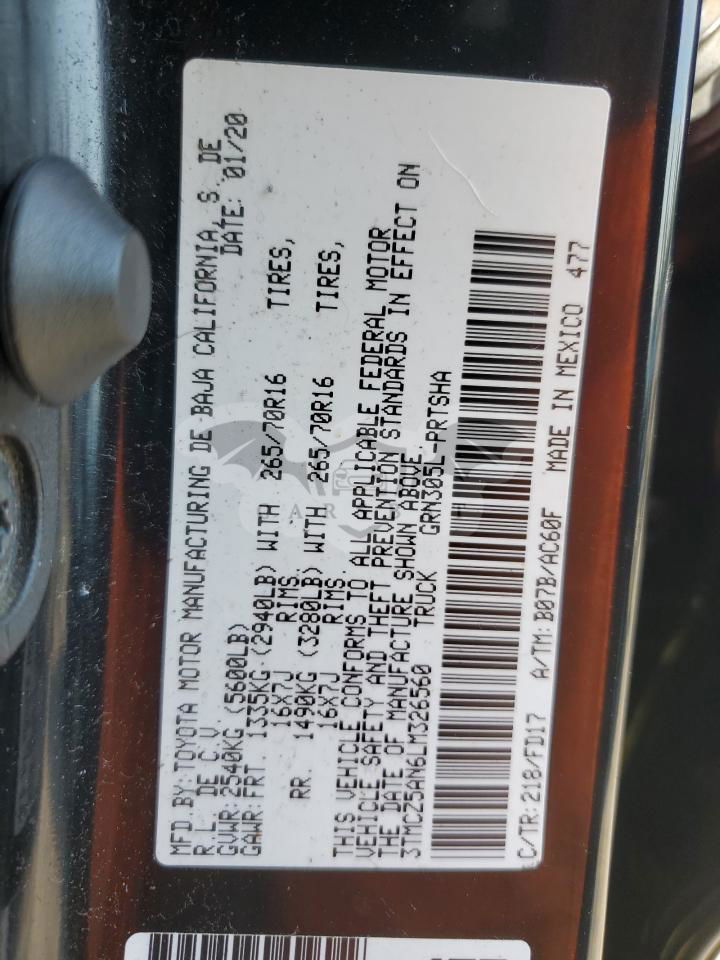 MFD.BY:TOYOTA MOTOR MANUFACTURING DE BAJA CALIFORNIA,S. DE
R.L. DE C.V. DATE: 01/20
GVWR:2540KG (5600LB)
GAWR:FRT. 1335KG (2940LB) WITH 265/70R16 TIRES,
16X7J RIMS.
RR. 1490KG (3280LB) WITH 265/70R16 TIRES,
16X7J RIMS.
THIS VEHICLE CONFORMS TO ALL APPLICABLE FEDERAL MOTOR
VEHICLE SAFETY AND THEFT PREVENTION STANDARDS IN EFFECT ON
THE DATE OF MANUFACTURE SHOWN ABOVE.
3TMCZ5AN6LM326560 TRUCK GRN305L-PRTSHA
C/TR:218/FD17 A/TM:B07B/AC60F MADE IN MEXICO 477